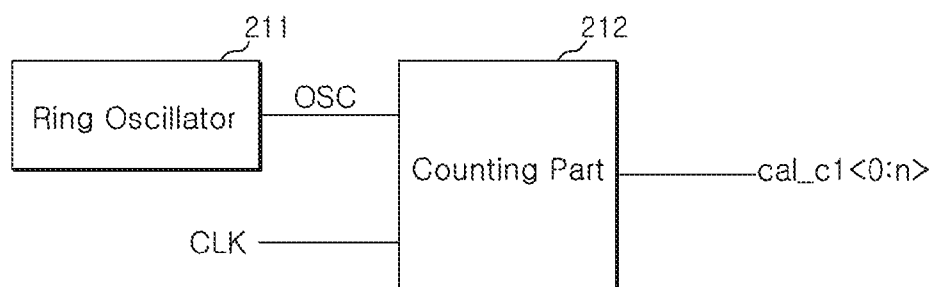 211
212
Ring Oscillator
OSC
Counting Part
cal_c1<0:n>
CLK